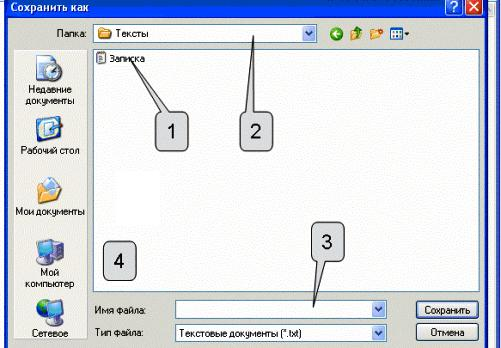 Сохранить как
Папка: Тексты
Записка
Недавние
документы
Рабочий стол
Мои документы
Мой
компьютер
Сетевое
1
2
3
4
Имя файла:
Сохранить
Тип файла: Текстовые документы (*.txt)
Отмена